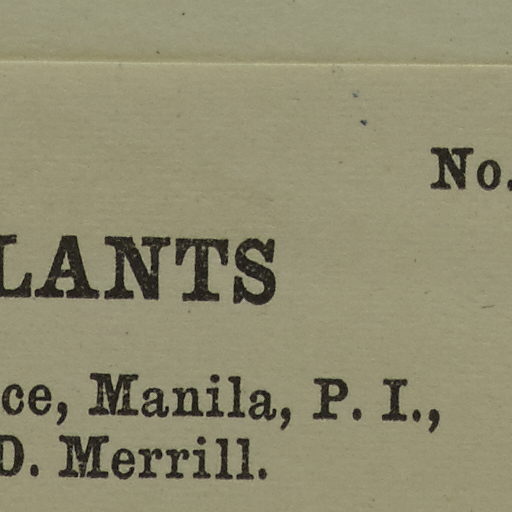 No.
LANTS
ce, Manila, P. I.,
D. Merrill.